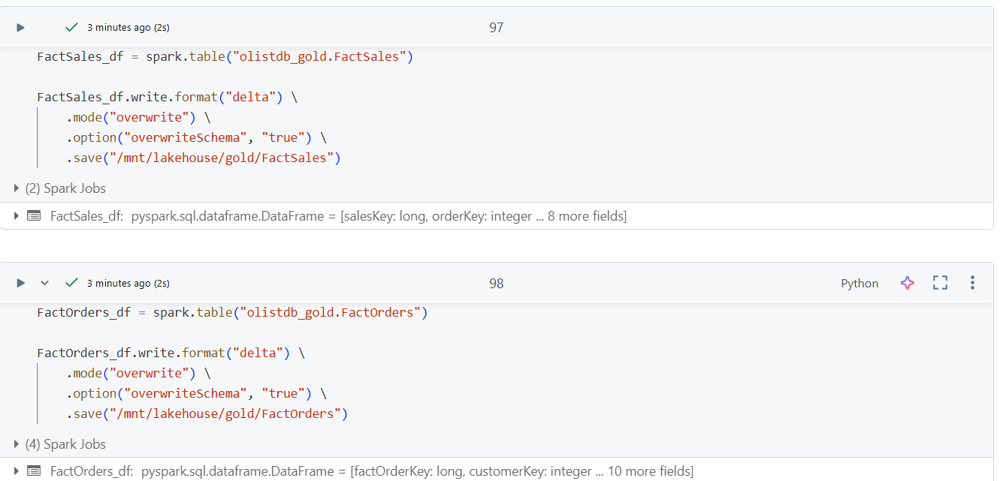 3 minutes ago (2s)
97
FactSales_df = spark.table("olistdb_gold.FactSales")
FactSales_df.write.format("delta") \
.mode("overwrite") \
.option("overwriteSchema", "true") \
.save("/mnt/lakehouse/gold/FactSales")
(2) Spark Jobs
FactSales_df: pyspark.sql.dataframe.DataFrame = [salesKey: long, orderKey: integer ... 8 more fields]
3 minutes ago (2s)
98
Python
FactOrders_df = spark.table("olistdb_gold.FactOrders")
FactOrders_df.write.format("delta") \
.mode("overwrite") \
.option("overwriteSchema", "true") \
.save("/mnt/lakehouse/gold/FactOrders")
(4) Spark Jobs
FactOrders_df: pyspark.sql.dataframe.DataFrame = [factOrderKey: long, customerKey: integer ... 10 more fields]